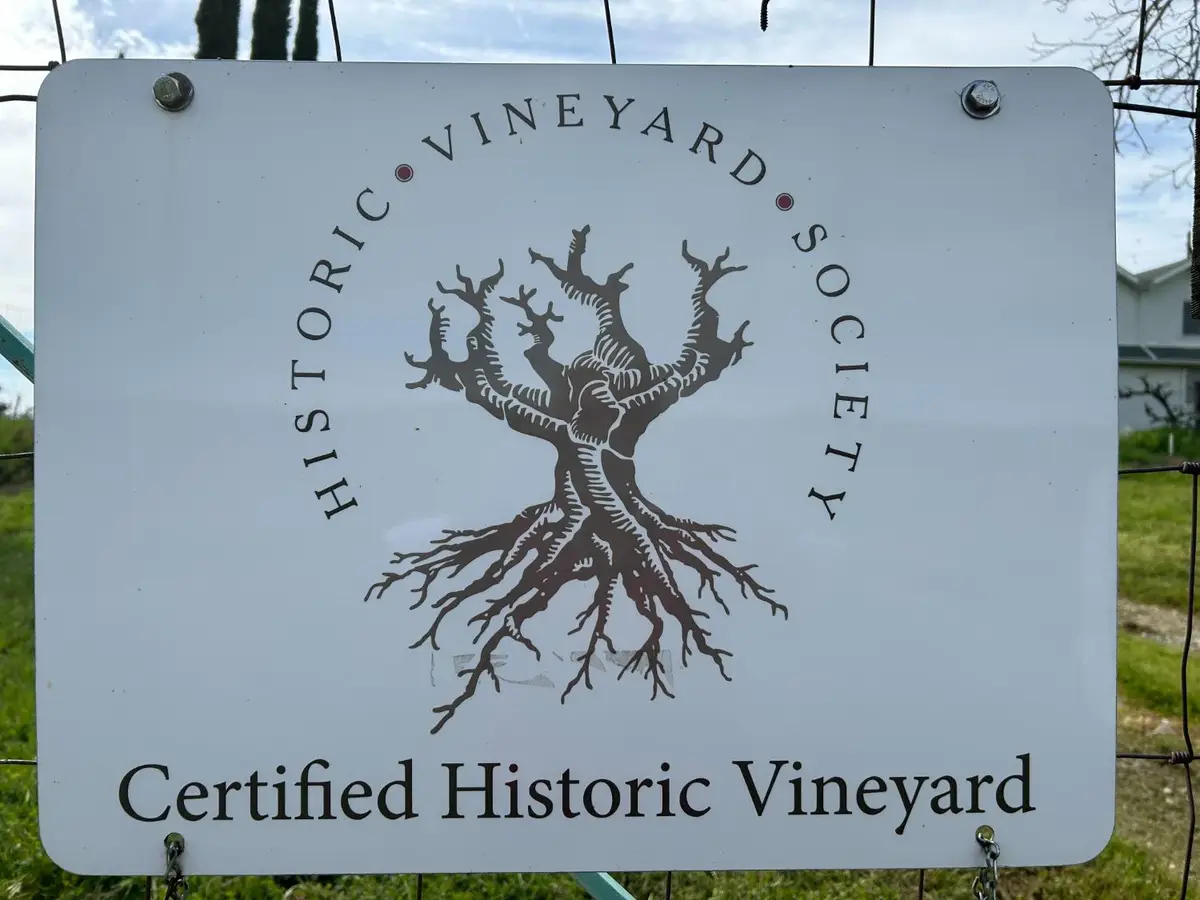 HISTORIC • VINEYARD • SOCIETY
Certified Historic Vineyard